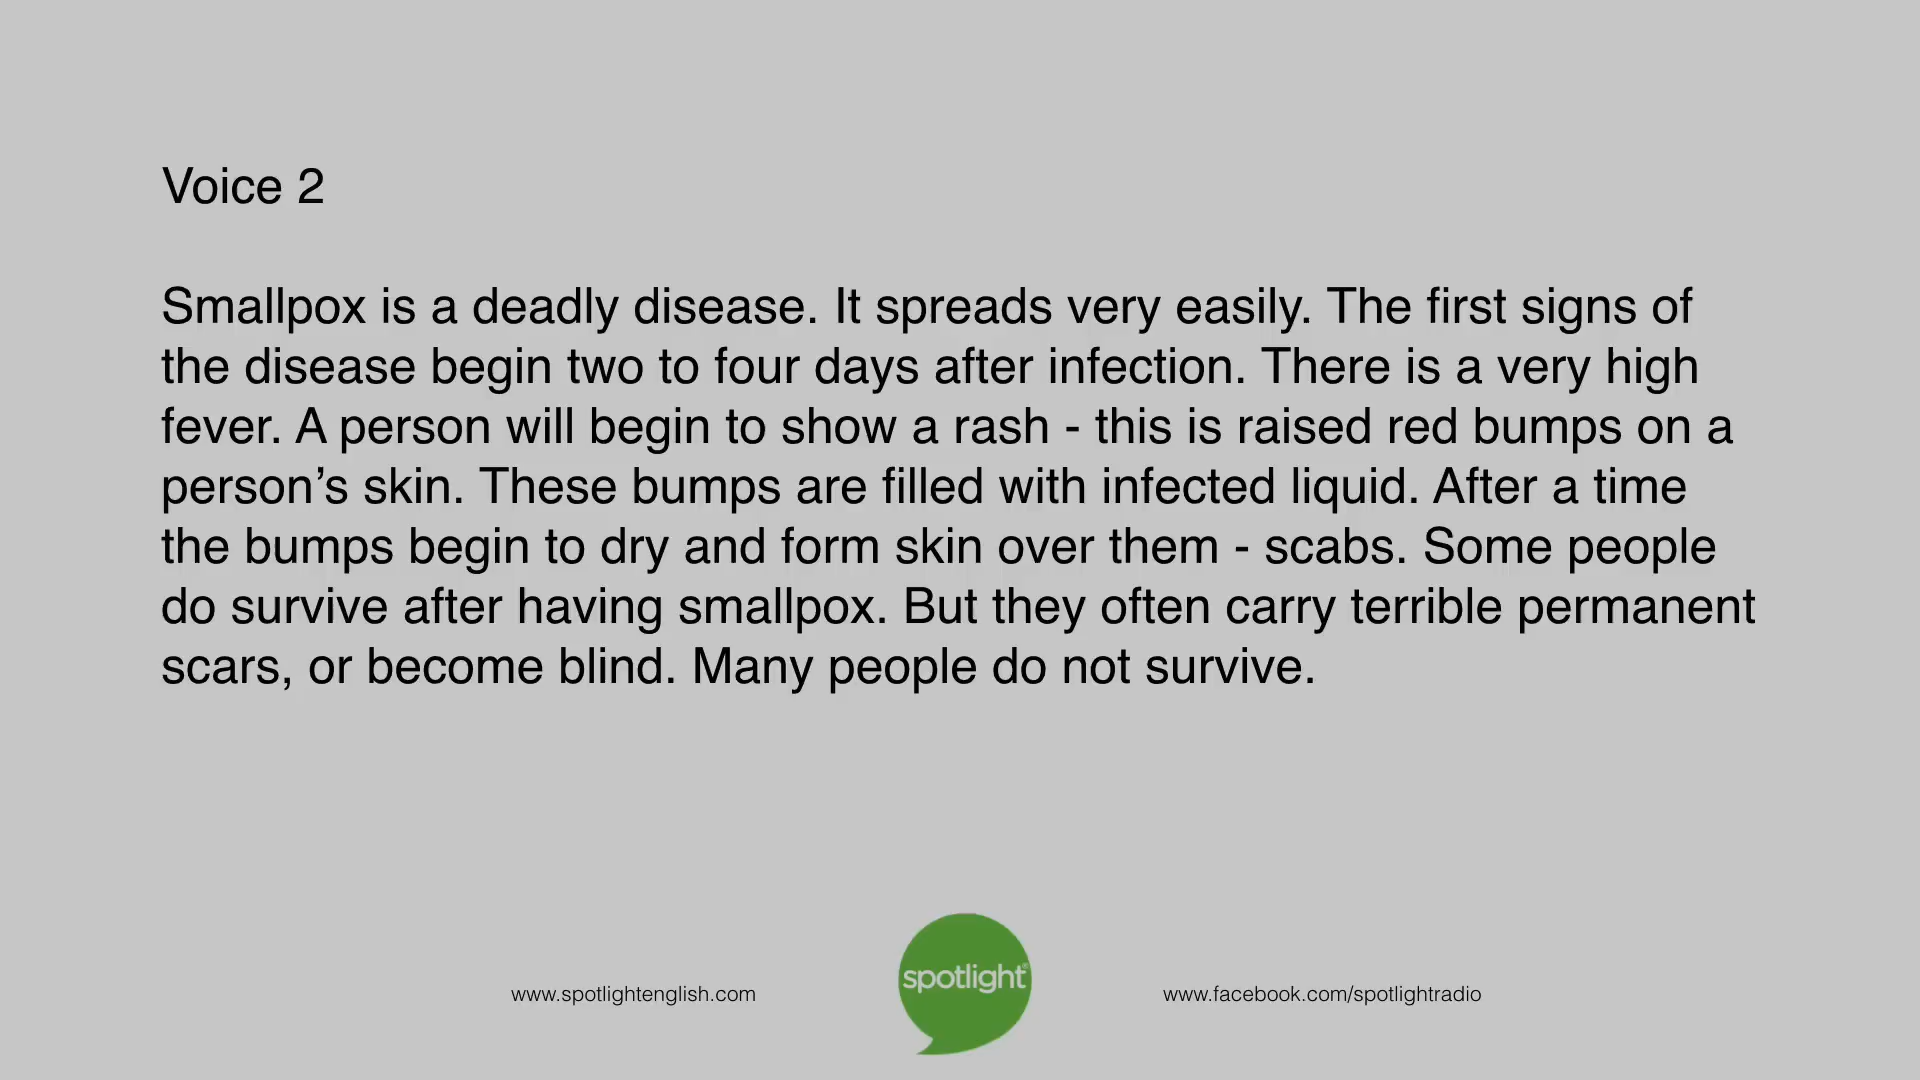 Voice 2
Smallpox is a deadly disease. It spreads very easily. The first signs of
the disease begin two to four days after infection. There is a very high
fever. A person will begin to show a rash - this is raised red bumps on a
person’s skin. These bumps are filled with infected liquid. After a time
the bumps begin to dry and form skin over them - scabs. Some people
do survive after having smallpox. But they often carry terrible permanent
scars, or become blind. Many people do not survive.
www.spotlightenglish.com
spotlight®
www.facebook.com/spotlightradio